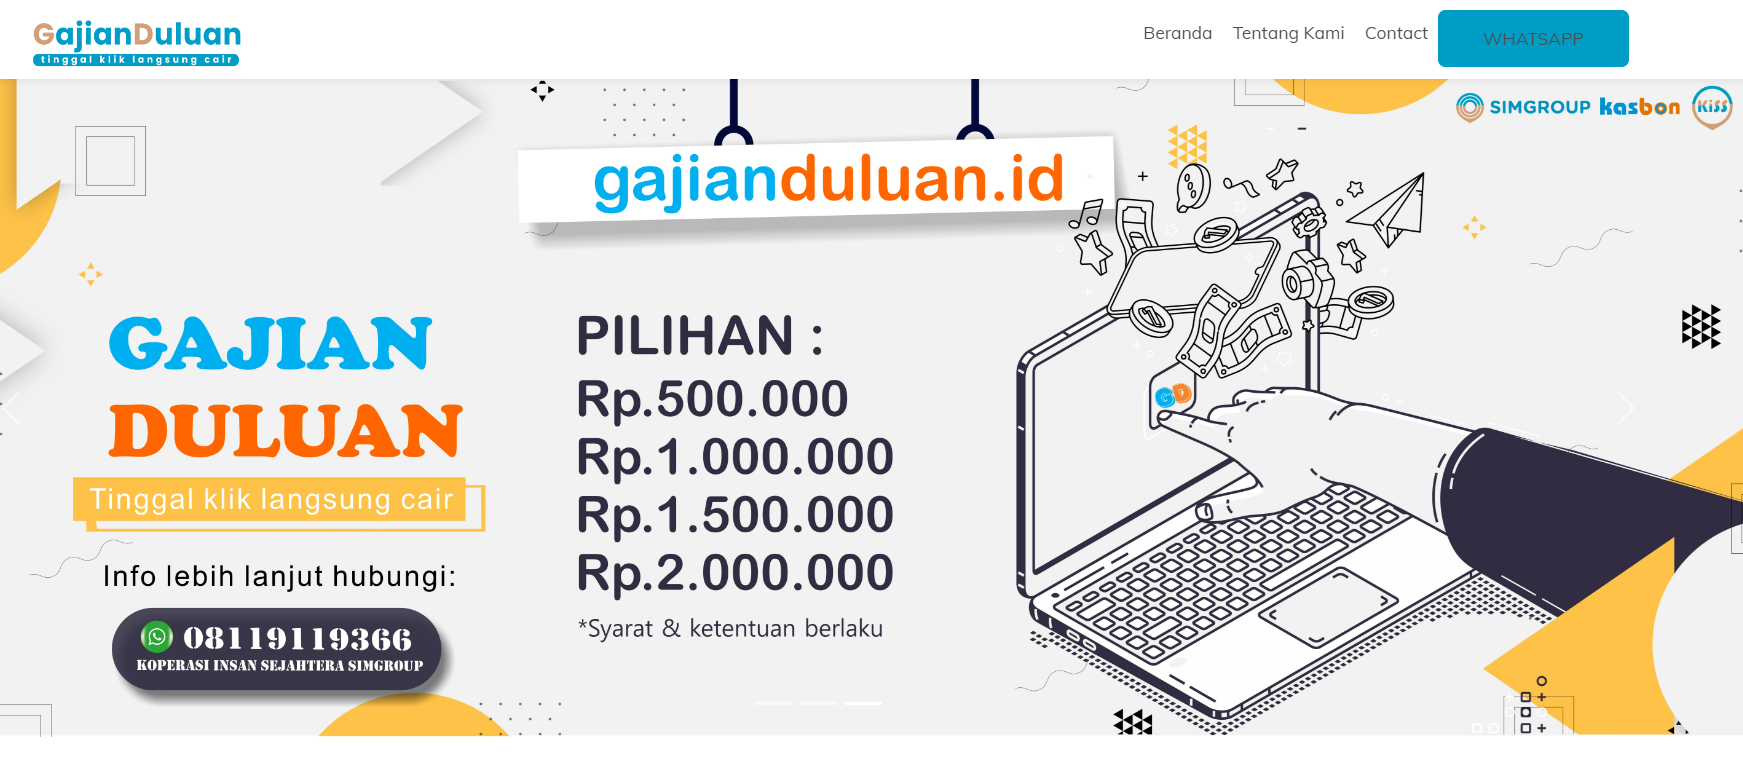 GajianDuluan
tinggal klik langsung cair
Beranda Tentang Kami Contact WHATSAPP
SIMGROUP kasbon KiSS
gajianduluan.id
GAJIAN
DULUAN
Tinggal klik langsung cair
Info lebih lanjut hubungi:
08119119366
KOPERASI INSAN SEJAHTERA SIMGROUP
PILIHAN :
Rp.500.000
Rp.1.000.000
Rp.1.500.000
Rp.2.000.000
*Syarat & ketentuan berlaku
GD